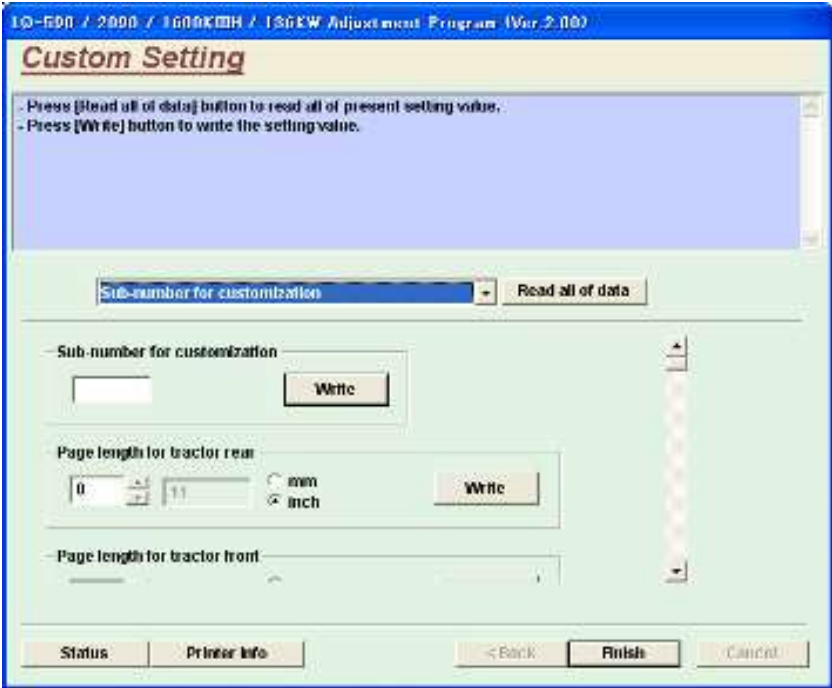 LQ-590 / 2090 / 1600KIIIH / 136KW Adjustment Program (Ver.2.00)
Custom Setting
- Press [Read all of data] button to read all of present setting value.
- Press [Write] button to write the setting value.
Sub-number for customization
Read all of data
Sub-number for customization
Write
Page length for tractor rear
0
11
mm
inch
Write
Page length for tractor front
Status
Printer Info
< Back
Finish
Cancel